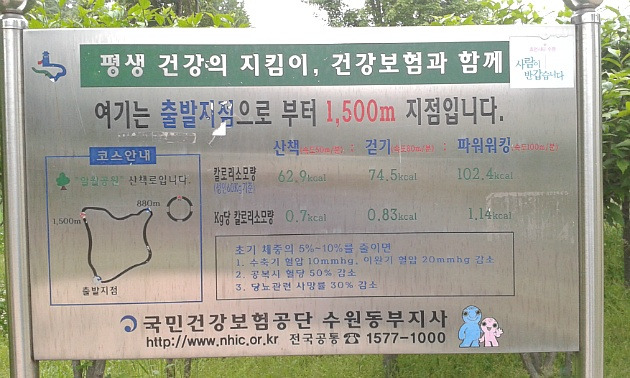 평생 건강의 지킴이, 건강보험과 함께
사람이
반갑습니다
여기는 출발지점으로 부터 1,500m 지점입니다.
코스안내
산책로입니다.
880m
1,500m
출발지점
산책 걷기 파워워킹
칼로리소모량 62.9kcal 74.5kcal 102.4kcal
Kg당 칼로리소모량 0.7kcal 0.83kcal 1.14kcal
초기 체중의 5%-10%를 줄이면
1. 수축기 혈압 10mmhg, 이완기 혈압 20mmhg 감소
2. 공복시 혈당 50% 감소
3. 당뇨관련 사망률 30% 감소
국민건강보험공단 수원동부지사
http://www.nhic.or.kr 전국공통 ☎ 1577-1000